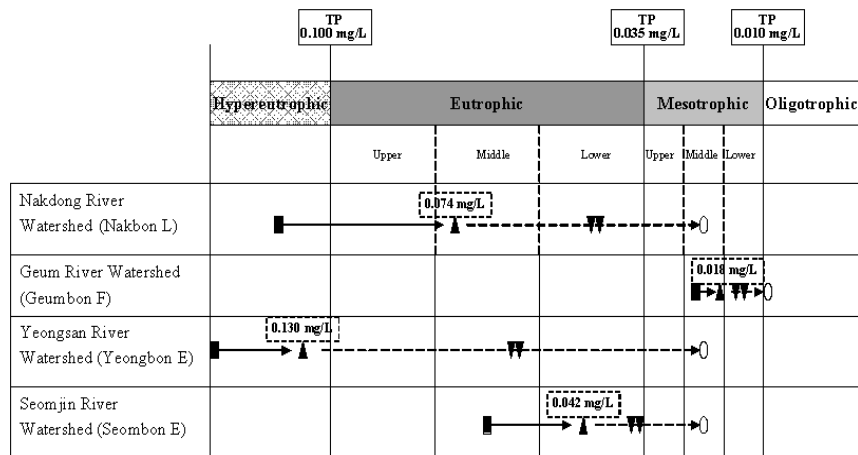 TP
0.100 mg/L
TP
0.035 mg/L
TP
0.010 mg/L
Hypereutrophic
Eutrophic
Mesotrophic
Oligotrophic
Upper
Middle
Lower
Upper
Middle
Lower
Nakdong River
Watershed (Nakbon L)
0.074 mg/L
Geum River Watershed
(Geumbon F)
0.018 mg/L
Yeongsan River
Watershed (Yeongbon E)
0.130 mg/L
Seomjin River
Watershed (Seombon E)
0.042 mg/L